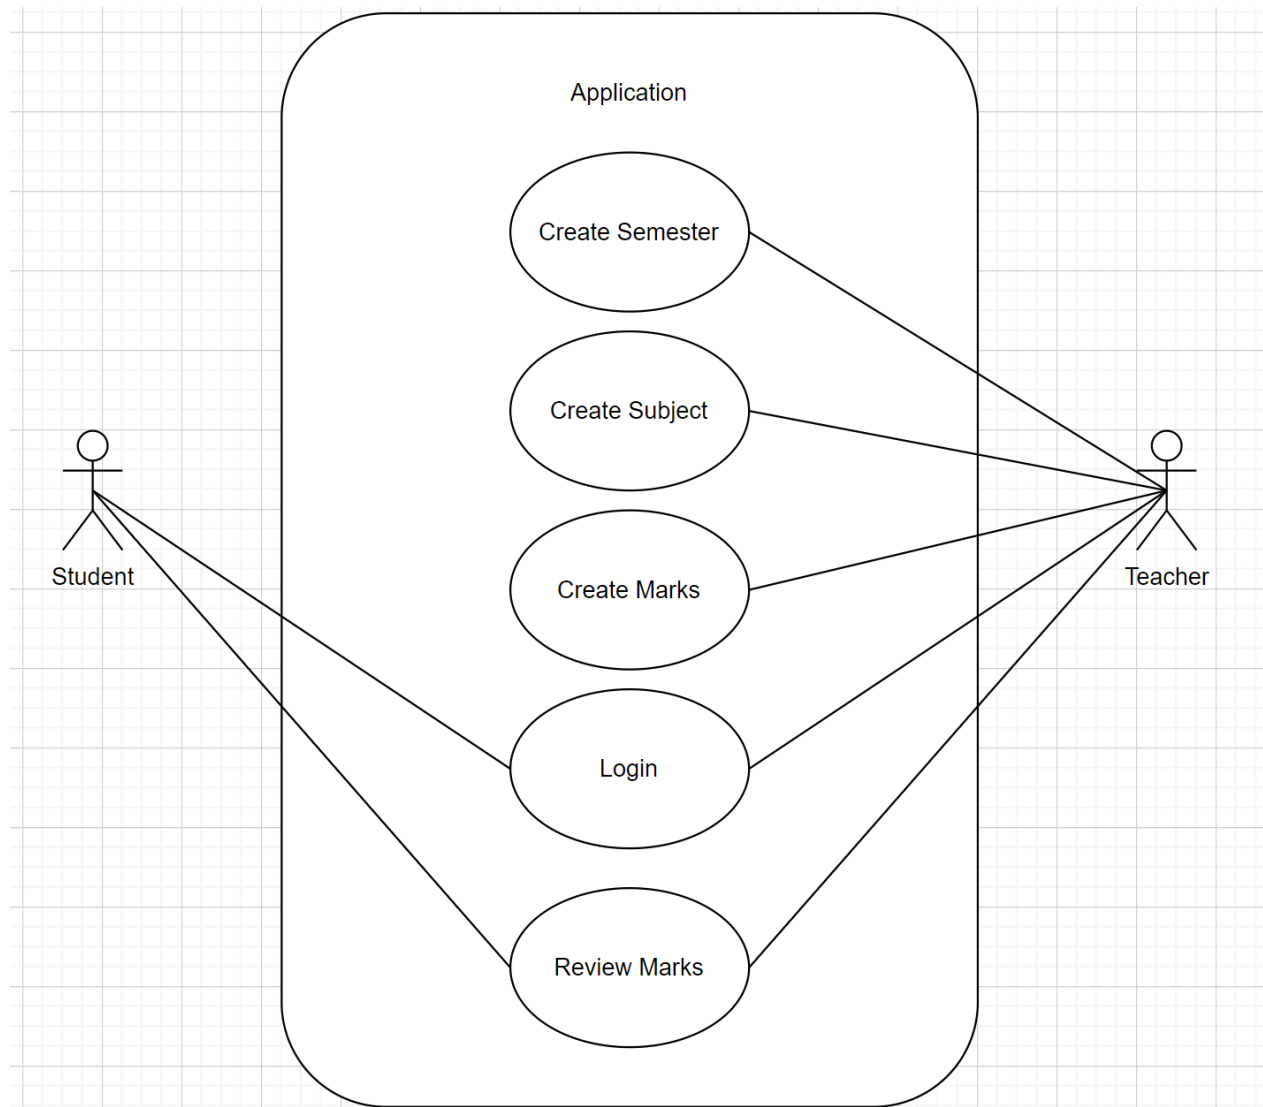 Application
Create Semester
Create Subject
Create Marks
Student
Teacher
Login
Review Marks